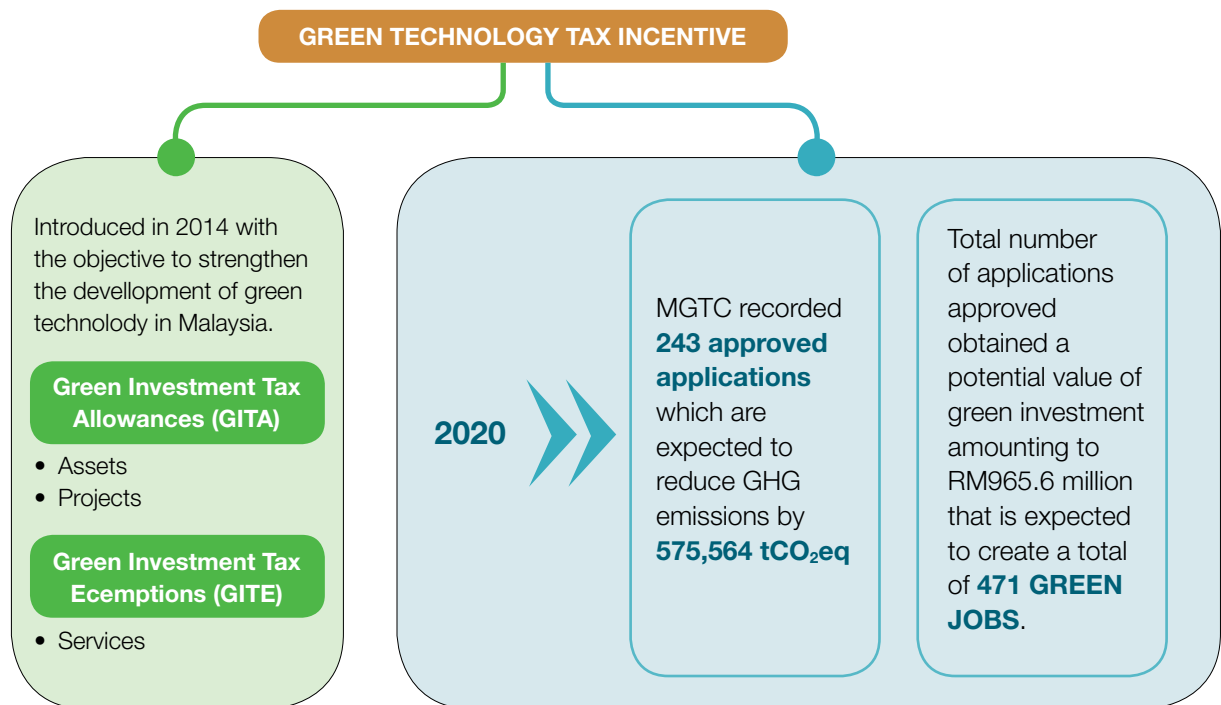 GREEN TECHNOLOGY TAX INCENTIVE
Introduced in 2014 with
the objective to strengthen
the devellopment of green
technolody in Malaysia.
Green Investment Tax
Allowances (GITA)
• Assets
• Projects
Green Investment Tax
Ecemptions (GITE)
• Services
2020
MGTC recorded
243 approved
applications
which are
expected to
reduce GHG
emissions by
575,564 tCO₂eq
Total number
of applications
approved
obtained a
potential value of
green investment
amounting to
RM965.6 million
that is expected
to create a total
of 471 GREEN
JOBS.